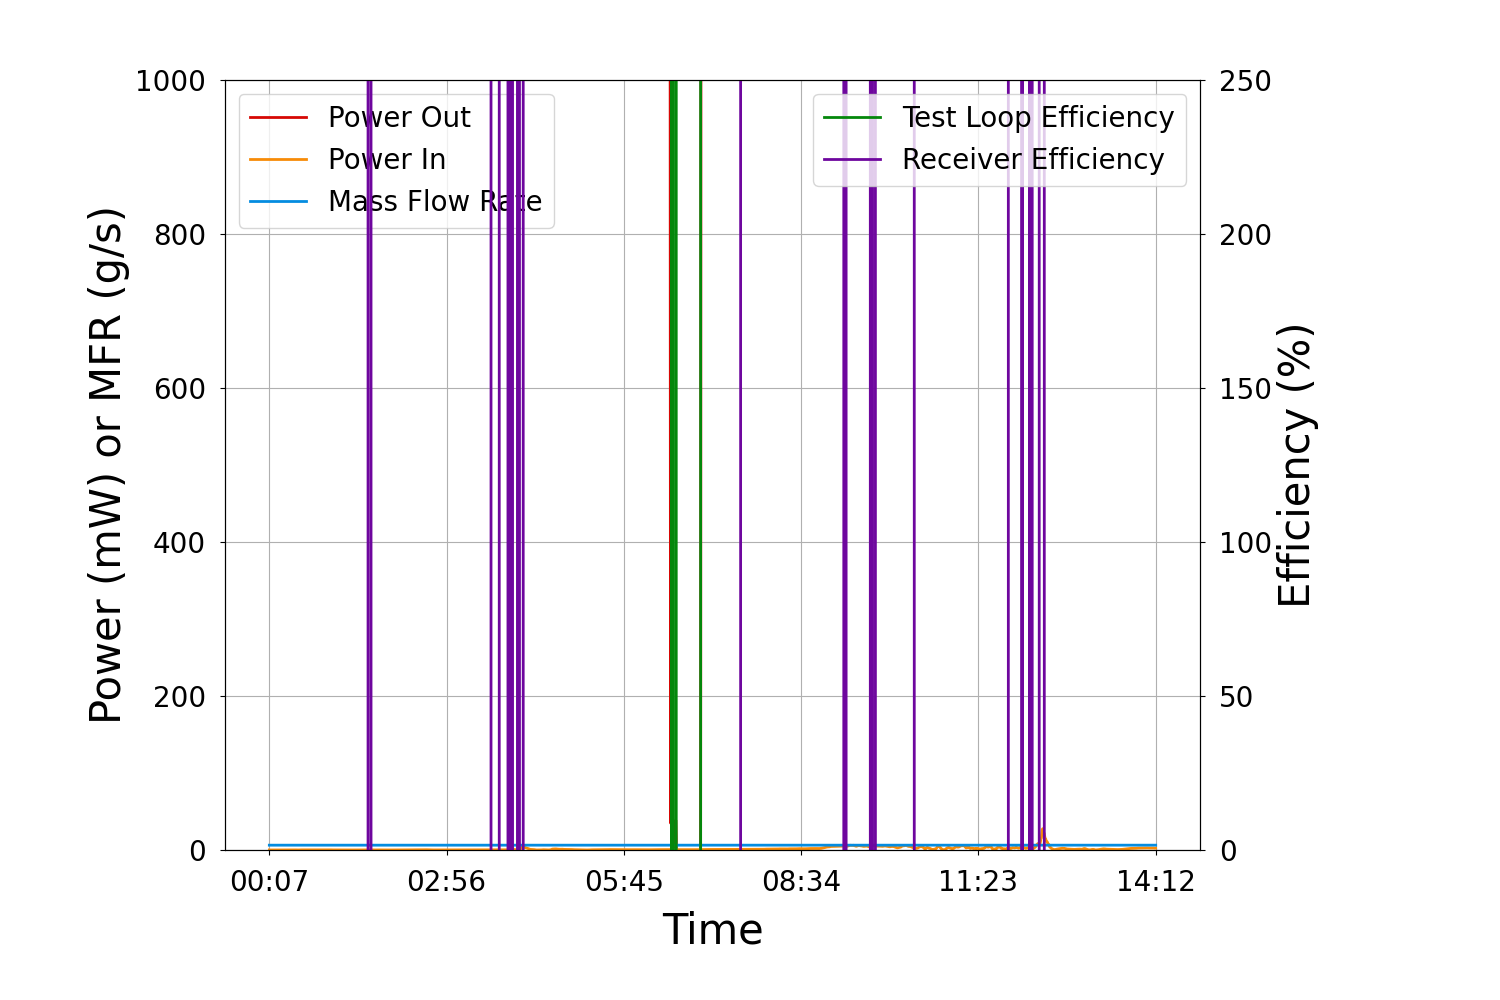 Power (mW) or MFR (g/s)
1000
800
600
400
200
0
Power Out
Power In
Mass Flow Rate
Test Loop Efficiency
Receiver Efficiency
250
200
150
100
50
0
Efficiency (%)
00:07 02:56 05:45 08:34 11:23 14:12
Time